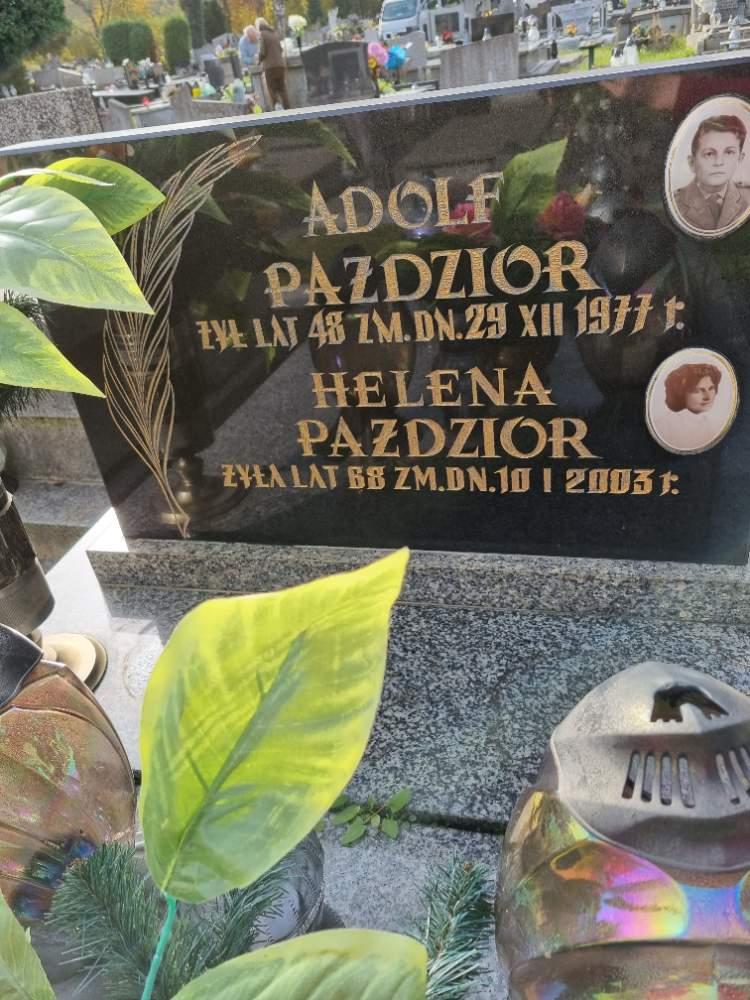 ADOLF
PAŹDZIOR
ŻYŁ LAT 48 ZM.DN.29 XII 1977 r.
HELENA
PAŹDZIOR
ŻYŁA LAT 68 ZM.DN.10 I 2003 r.